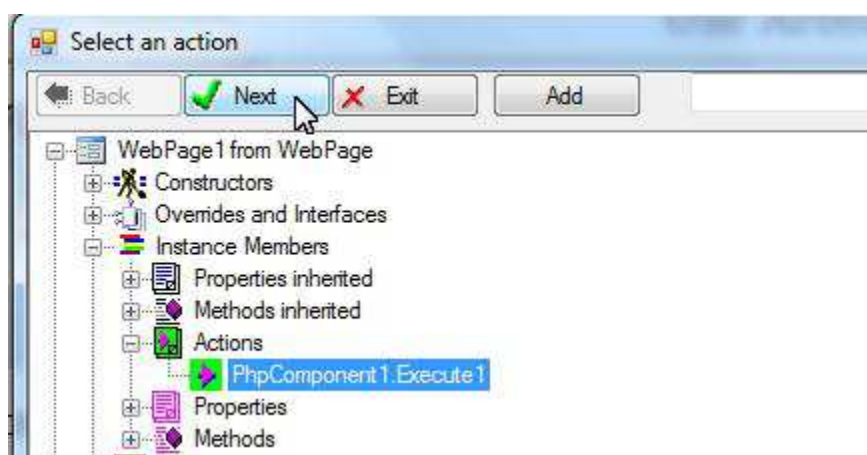 Select an action
Back Next Exit Add
WebPage1 from WebPage
Constructors
Overrides and Interfaces
Instance Members
Properties inherited
Methods inherited
Actions
PhpComponent1.Execute1
Properties
Methods